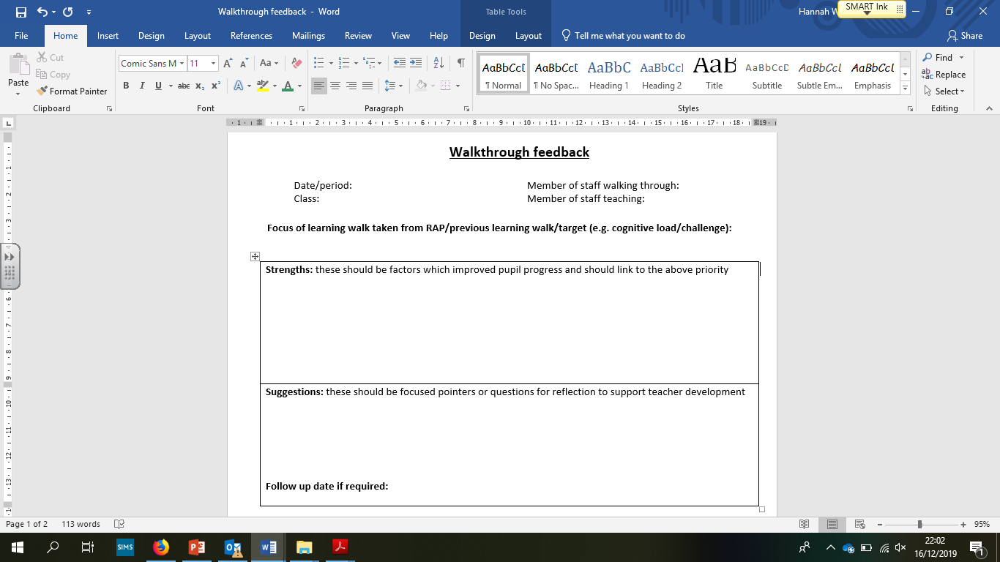 Walkthrough feedback - Word
Table Tools
Hannah W
SMART Ink
File Home Insert Design Layout References Mailings Review View Help Design Layout Tell me what you want to do Share
Cut
Copy
Paste
Format Painter
Clipboard
Comic Sans M 11
Font
Paragraph
AaBbCcI AaBbCcI AaBbC AaBbCcI AaB AaBbCcD AaBbCcI AaBbCcI
¶ Normal ¶ No Spac... Heading 1 Heading 2 Title Subtitle Subtle Em... Emphasis
Styles
Find
Replace
Select
Editing
Walkthrough feedback
Date/period: Member of staff walking through:
Class: Member of staff teaching:
Focus of learning walk taken from RAP/previous learning walk/target (e.g. cognitive load/challenge):
Strengths: these should be factors which improved pupil progress and should link to the above priority
Suggestions: these should be focused pointers or questions for reflection to support teacher development
Follow up date if required:
Page 1 of 2 113 words 95%
SIMS
22:02
16/12/2019